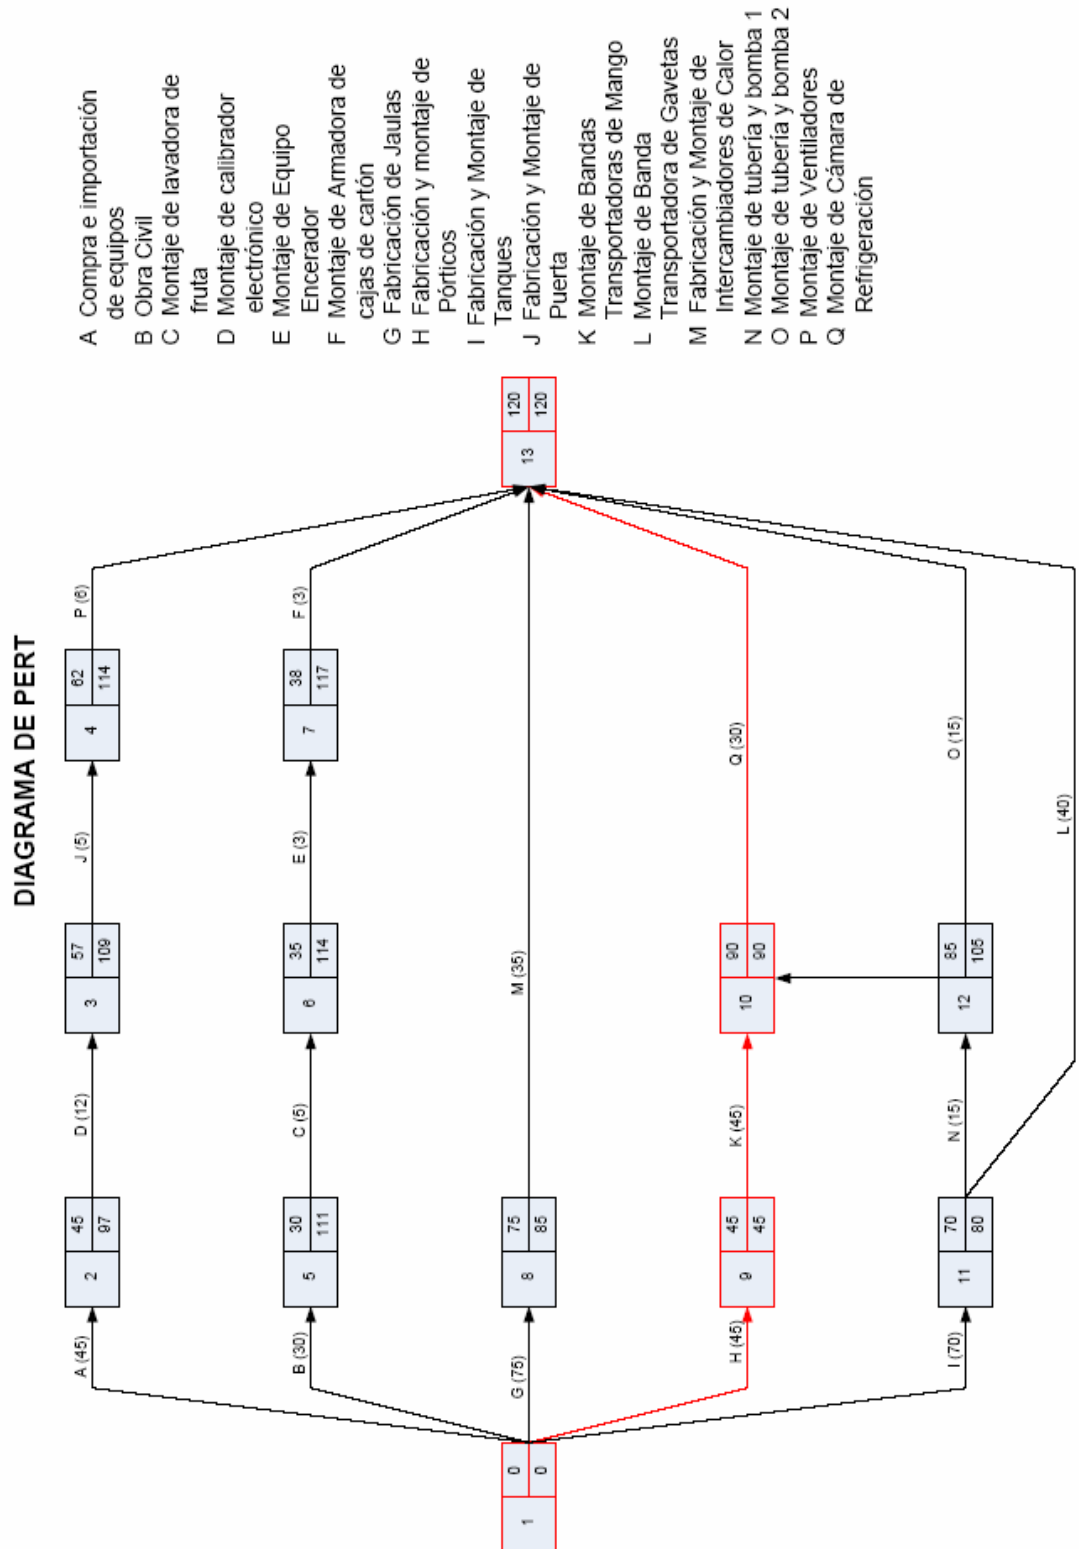 DIAGRAMA DE PERT
A (45)
2
45
97
D (12)
3
57
109
J (5)
4
62
114
P (6)
B (30)
5
30
111
C (5)
6
35
114
E (3)
7
38
117
F (3)
1
0
0
G (75)
8
75
85
M (35)
13
120
120
H (45)
9
45
45
K (45)
10
90
90
Q (30)
I (70)
11
70
80
N (15)
12
85
105
O (15)
L (40)
A Compra e importación
de equipos
B Obra Civil
C Montaje de lavadora de
fruta
D Montaje de calibrador
electrónico
E Montaje de Equipo
Encerador
F Montaje de Armadora de
cajas de cartón
G Fabricación de Jaulas
H Fabricación y montaje de
Pórticos
I Fabricación y Montaje de
Tanques
J Fabricación y Montaje de
Puerta
K Montaje de Bandas
Transportadoras de Mango
L Montaje de Banda
Transportadora de Gavetas
M Fabricación y Montaje de
Intercambiadores de Calor
N Montaje de tubería y bomba 1
O Montaje de tubería y bomba 2
P Montaje de Ventiladores
Q Montaje de Cámara de
Refrigeración